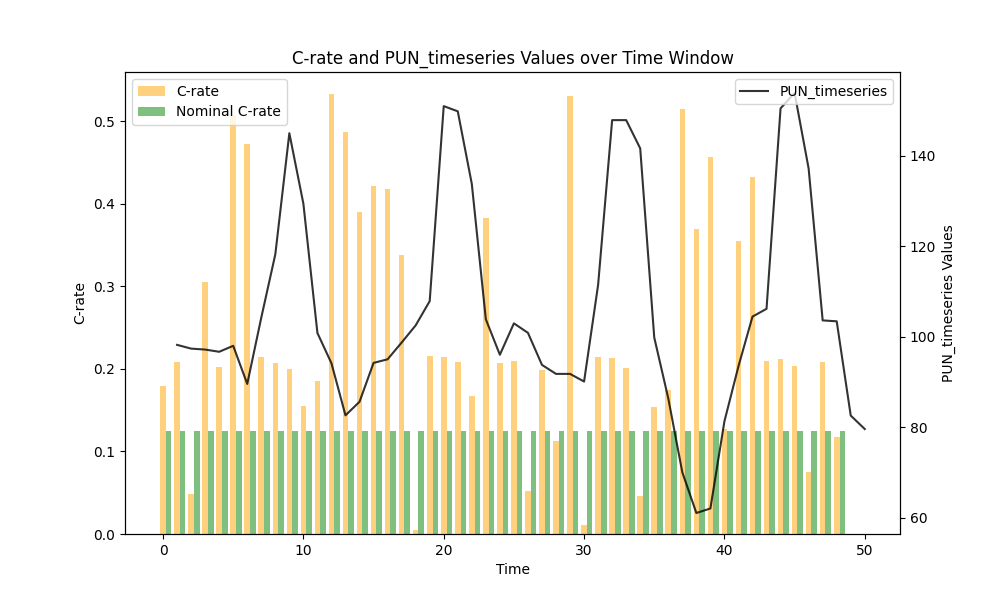 C-rate and PUN_timeseries Values over Time Window
C-rate
Nominal C-rate
PUN_timeseries
0.5
0.4
0.3
0.2
0.1
0.0
C-rate
140
120
100
80
60
PUN_timeseries Values
0 10 20 30 40 50
Time